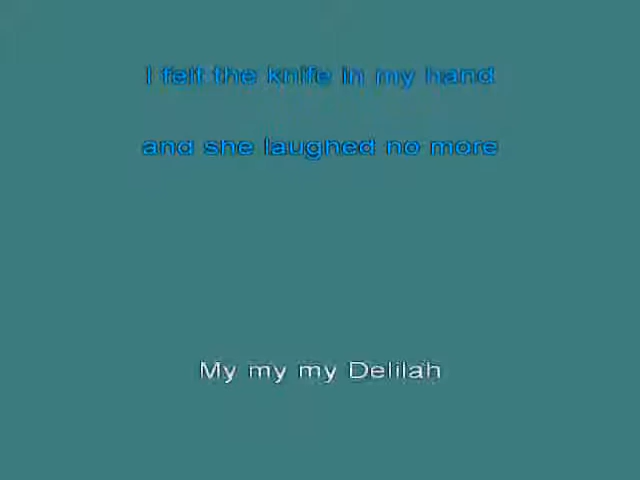 I felt the knife in my hand
and she laughed no more
My my my Delilah